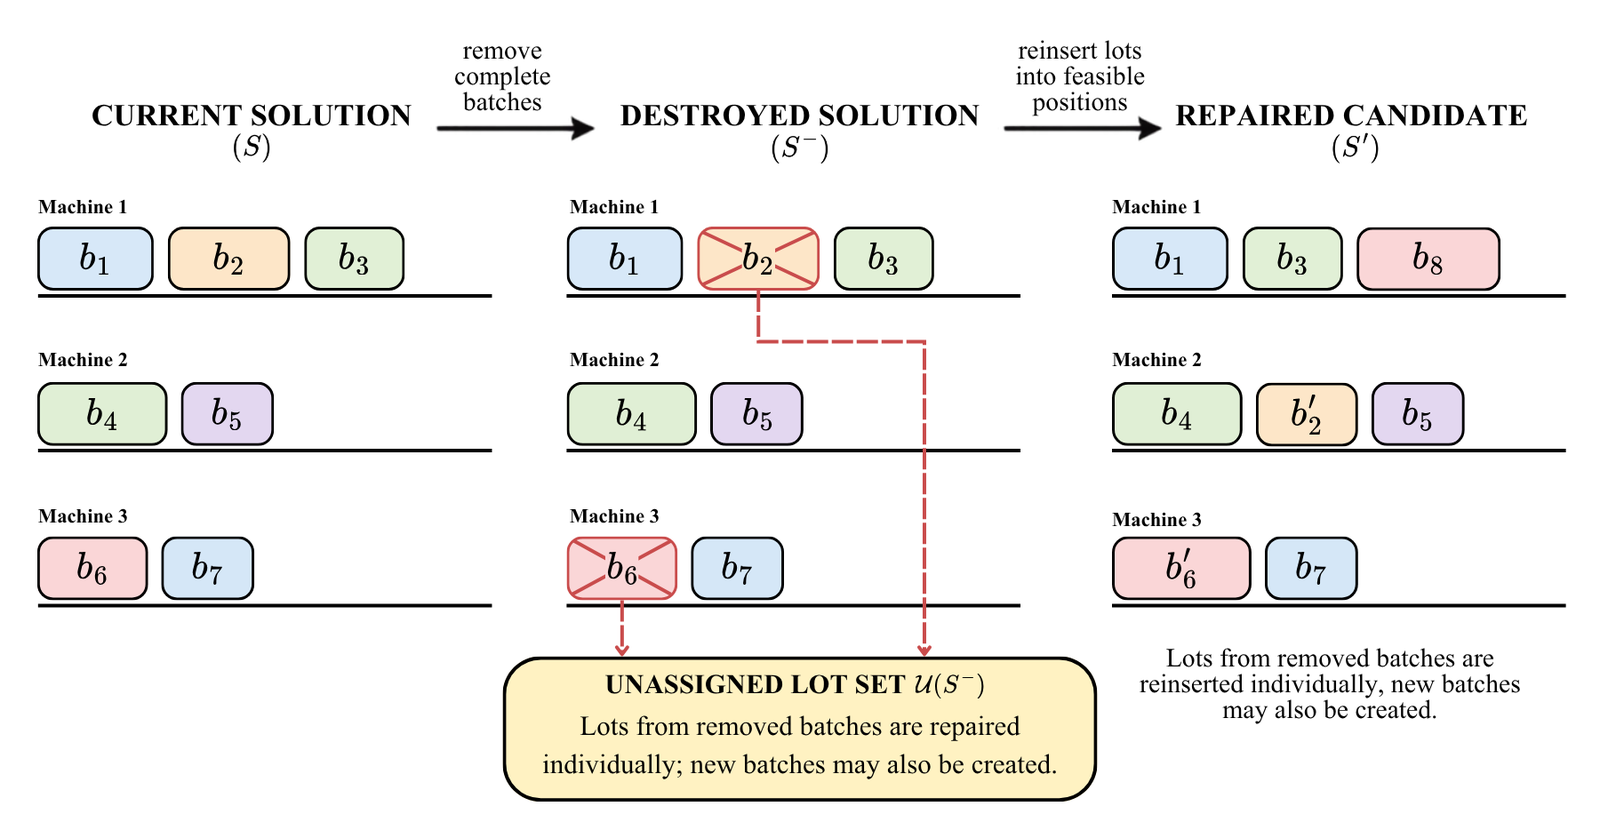 remove
complete
batches
reinsert lots
into feasible
positions
CURRENT SOLUTION
(S)
DESTROYED SOLUTION
(S⁻)
REPAIRED CANDIDATE
(S′)
Machine 1
b₁ b₂ b₃
Machine 1
b₁ b₂ b₃
Machine 1
b₁ b₃ b₈
Machine 2
b₄ b₅
Machine 2
b₄ b₅
Machine 2
b₄ b′₂ b₅
Machine 3
b₆ b₇
Machine 3
b₆ b₇
Machine 3
b′₆ b₇
UNASSIGNED LOT SET 𝒰(S⁻)
Lots from removed batches are repaired
individually; new batches may also be created.
Lots from removed batches are
reinserted individually, new batches
may also be created.